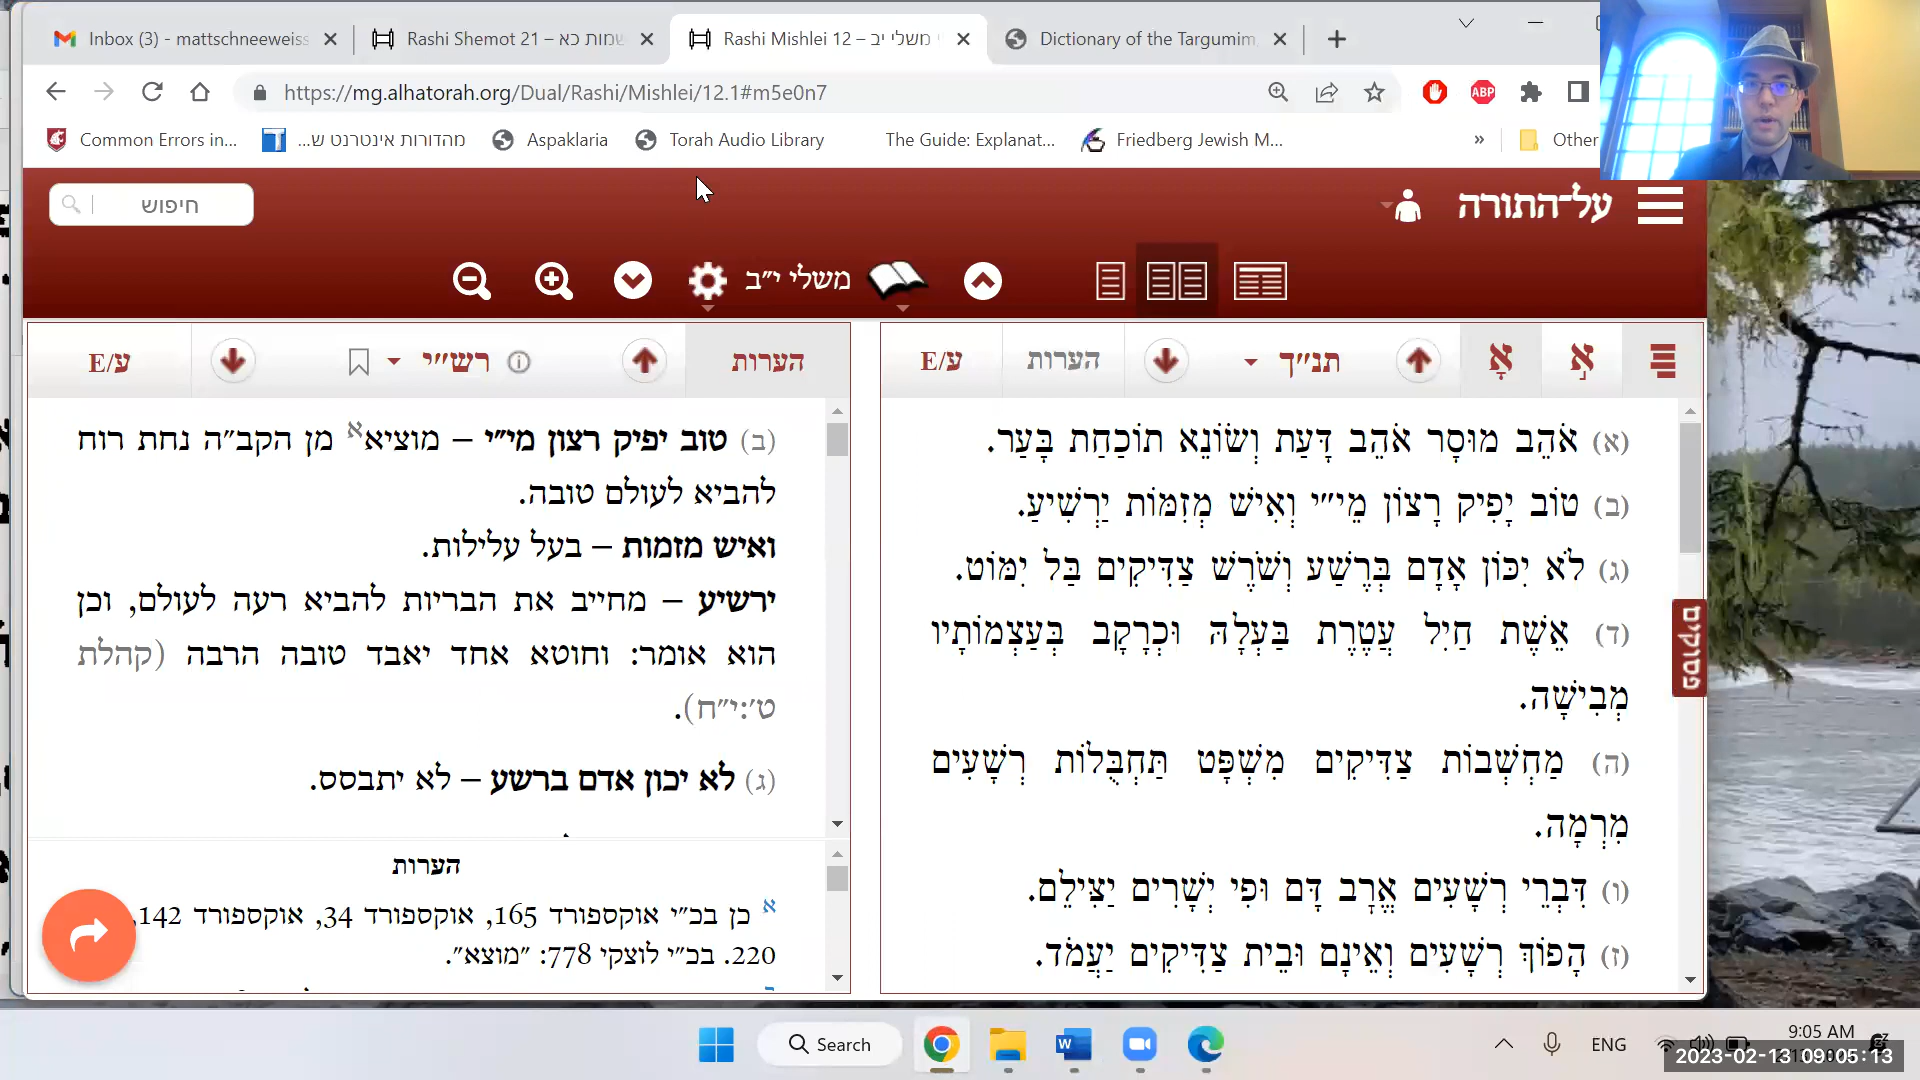 Inbox (3) - mattschneeweiss
Rashi Shemot 21 – שמות כא
Rashi Mishlei 12 – משלי יב
Dictionary of the Targumim,
https://mg.alhatorah.org/Dual/Rashi/Mishlei/12.1#m5e0n7
ABP
Common Errors in...
מהדורות אינטרנט ש...
Aspaklaria
Torah Audio Library
The Guide: Explanat...
Friedberg Jewish M...
»
Other
חיפוש
על־התורה
משלי י״ב
הערות
רש״י
ע/E
תנ״ך
הערות
ע/E
(א) אֹהֵב מוּסָר אֹהֵב דָּעַת וְשׂוֹנֵא תוֹכַחַת בָּעַר.
(ב) טוֹב יָפִיק רָצוֹן מֵי״י וְאִישׁ מְזִמּוֹת יַרְשִׁיעַ.
(ג) לֹא יִכּוֹן אָדָם בְּרֶשַׁע וְשֹׁרֶשׁ צַדִּיקִים בַּל יִמּוֹט.
(ד) אֵשֶׁת חַיִל עֲטֶרֶת בַּעְלָהּ וּכְרָקָב בְּעַצְמוֹתָיו
מְבִישָׁה.
(ה) מַחְשְׁבוֹת צַדִּיקִים מִשְׁפָּט תַּחְבֻּלוֹת רְשָׁעִים
מִרְמָה.
(ו) דִּבְרֵי רְשָׁעִים אֱרָב דָּם וּפִי יְשָׁרִים יַצִּילֵם.
(ז) הָפוֹךְ רְשָׁעִים וְאֵינָם וּבֵית צַדִּיקִים יַעֲמֹד.
פסוקים
(ב) טוב יפיק רצון מי״י – מוציאא מן הקב״ה נחת רוח
להביא לעולם טובה.
ואיש מזמות – בעל עלילות.
ירשיע – מחייב את הבריות להביא רעה לעולם, וכן
הוא אומר: וחוטא אחד יאבד טובה הרבה (קהלת
ט׳:י״ח).
(ג) לא יכון אדם ברשע – לא יתבסס.
הערות
א כן בכ״י אוקספורד 165, אוקספורד 34, אוקספורד 142,
220. בכ״י לוצקי 778: ״מוצא״.
Search
ENG
9:05 AM
2023-02-13 09:05:13